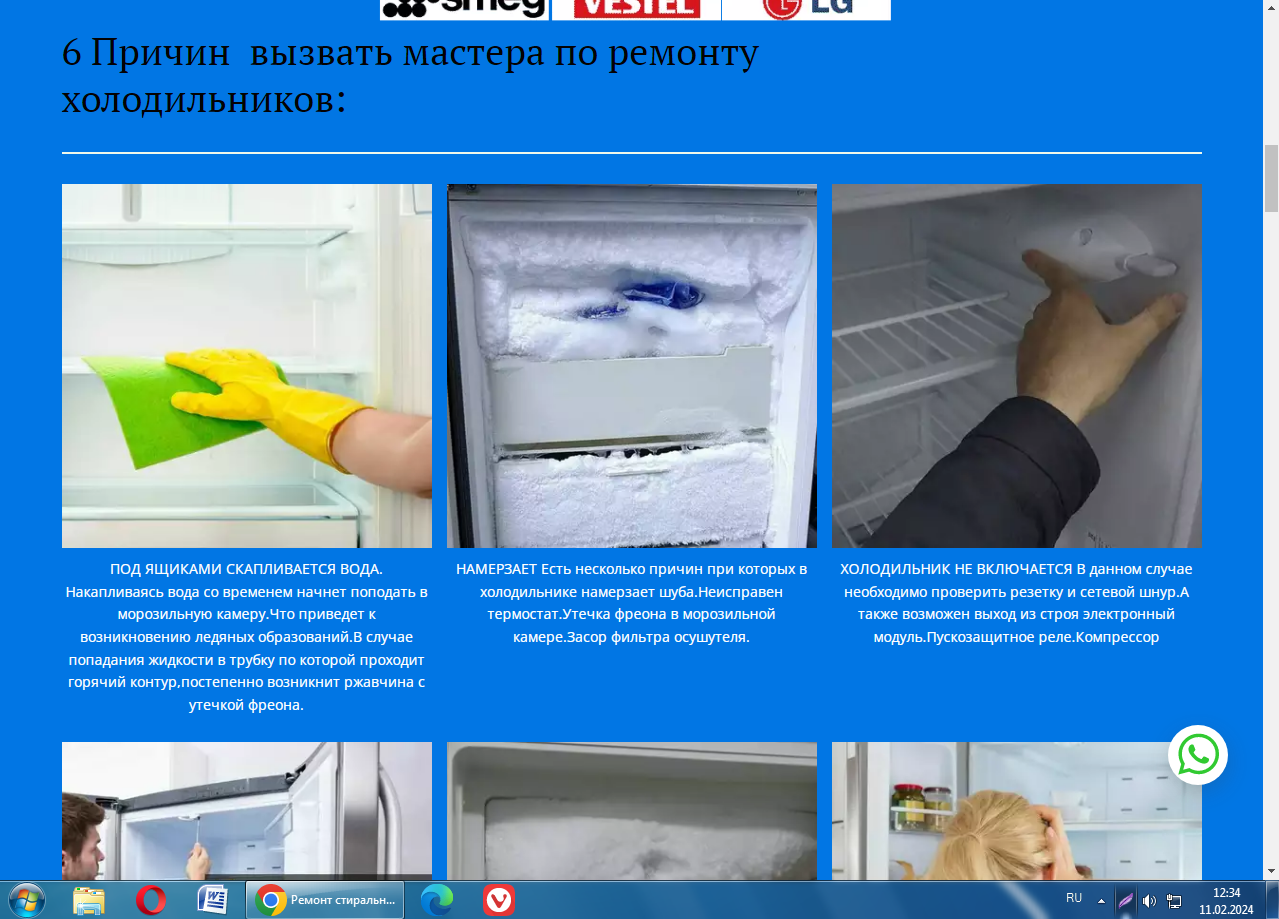 smeg VESTEL LG
6 Причин вызвать мастера по ремонту
холодильников:
ПОД ЯЩИКАМИ СКАПЛИВАЕТСЯ ВОДА.
Накапливаясь вода со временем начнет поподать в
морозильную камеру.Что приведет к
возникновению ледяных образований.В случае
попадания жидкости в трубку по которой проходит
горячий контур,постепенно возникнит ржавчина с
утечкой фреона.
НАМЕРЗАЕТ Есть несколько причин при которых в
холодильнике намерзает шуба.Неисправен
термостат.Утечка фреона в морозильной
камере.Засор фильтра осушутеля.
ХОЛОДИЛЬНИК НЕ ВКЛЮЧАЕТСЯ В данном случае
необходимо проверить резетку и сетевой шнур.А
также возможен выход из строя электронный
модуль.Пускозащитное реле.Компрессор
Ремонт стиральн...
RU
12:34
11.02.2024